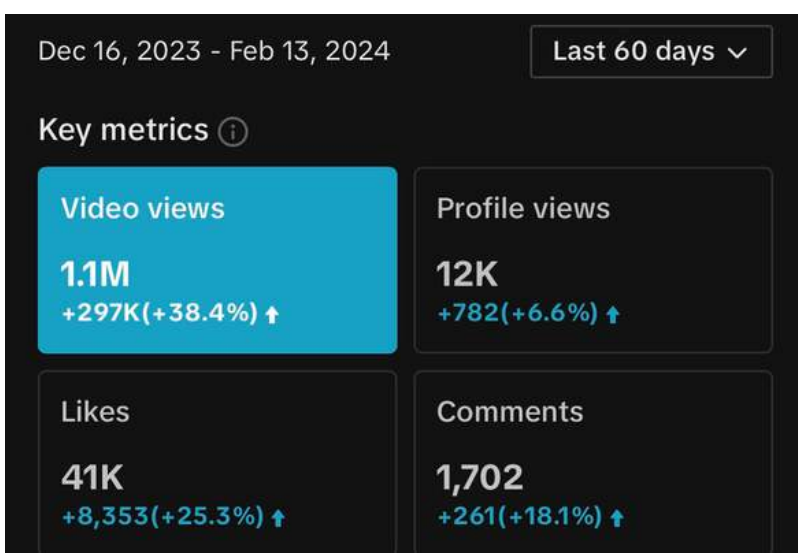 Dec 16, 2023 - Feb 13, 2024
Last 60 days
Key metrics
Video views
1.1M
+297K(+38.4%)
Profile views
12K
+782(+6.6%)
Likes
41K
+8,353(+25.3%)
Comments
1,702
+261(+18.1%)